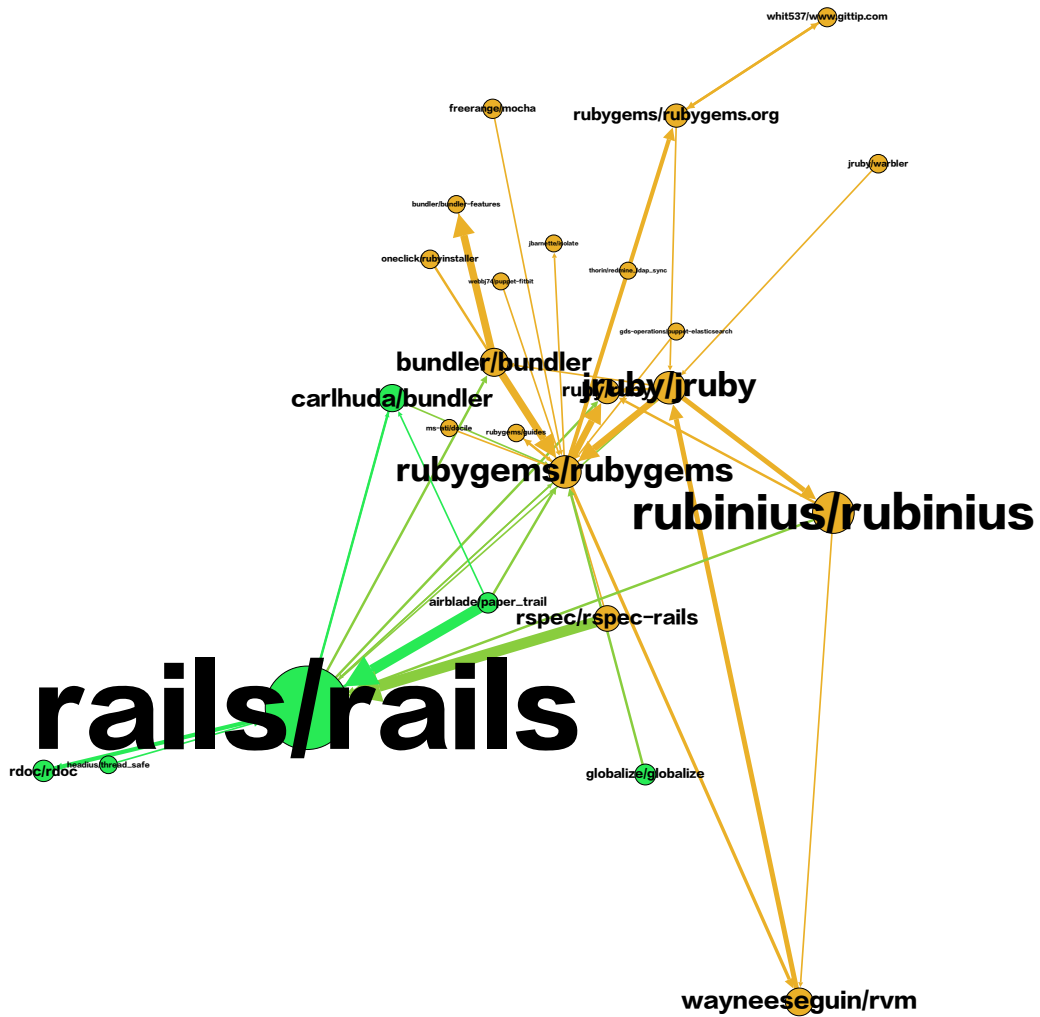 whit537/www.gittip.com
freerange/mocha
rubygems/rubygems.org
jruby/warbler
bundler/bundler-features
jbarnette/isolate
oneclick/rubyinstaller
thorin/redmine_ldap_sync
webbj74/puppet-fitbit
gds-operations/puppet-elasticsearch
bundler/bundler
jruby/jruby
carlhuda/bundler
ms-ati/docile
rubygems/guides
rubygems/rubygems
rubinius/rubinius
airblade/paper_trail
rspec/rspec-rails
rails/rails
headius/thread_safe
rdoc/rdoc
globalize/globalize
wayneeseguin/rvm